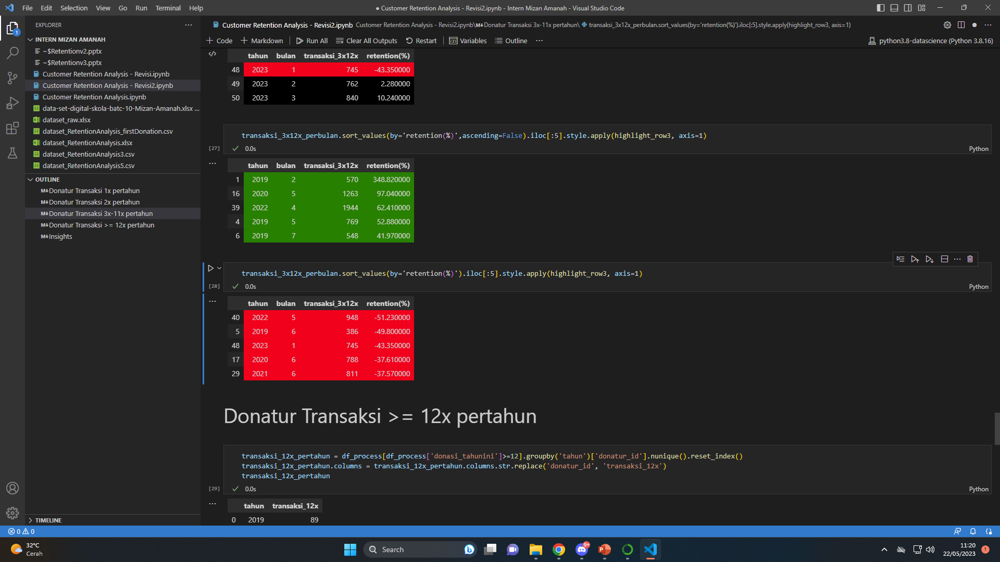 File Edit Selection View Go Run Terminal Help
● Customer Retention Analysis - Revisi2.ipynb - Intern Mizan Amanah - Visual Studio Code
EXPLORER
INTERN MIZAN AMANAH
~$Retentionv2.pptx
~$Retentionv3.pptx
Customer Retention Analysis - Revisi.ipynb
Customer Retention Analysis - Revisi2.ipynb
Customer Retention Analysis.ipynb
data-set-digital-skola-batc-10-Mizan-Amanah.xlsx ...
dataset_raw.xlsx
dataset_RetentionAnalysis_firstDonation.csv
dataset_RetentionAnalysis.xlsx
dataset_RetentionAnalysis3.csv
dataset_RetentionAnalysis5.csv
OUTLINE
M↓Donatur Transaksi 1x pertahun
M↓Donatur Transaksi 2x pertahun
M↓Donatur Transaksi 3x-11x pertahun
M↓Donatur Transaksi >= 12x pertahun
M↓Insights
TIMELINE
Customer Retention Analysis - Revisi2.ipynb Customer Retention Analysis - Revisi2.ipynb\M↓Donatur Transaksi 3x-11x pertahun\ transaksi_3x12x_perbulan.sort_values(by='retention(%)').iloc[:5].style.apply(highlight_row3, axis=1)
+ Code + Markdown Run All Clear All Outputs Restart Variables Outline ... python3.8-datascience (Python 3.8.16)
tahun bulan transaksi_3x12x retention(%)
48 2023 1 745 -43.350000
49 2023 2 762 2.280000
50 2023 3 840 10.240000
transaksi_3x12x_perbulan.sort_values(by='retention(%)',ascending=False).iloc[:5].style.apply(highlight_row3, axis=1)
[27] ✓ 0.0s Python
tahun bulan transaksi_3x12x retention(%)
1 2019 2 570 348.820000
16 2020 5 1263 97.040000
39 2022 4 1944 62.410000
4 2019 5 769 52.880000
6 2019 7 548 41.970000
transaksi_3x12x_perbulan.sort_values(by='retention(%)').iloc[:5].style.apply(highlight_row3, axis=1)
[28] ✓ 0.0s Python
tahun bulan transaksi_3x12x retention(%)
40 2022 5 948 -51.230000
5 2019 6 386 -49.800000
48 2023 1 745 -43.350000
17 2020 6 788 -37.610000
29 2021 6 811 -37.570000
Donatur Transaksi >= 12x pertahun
transaksi_12x_pertahun = df_process[df_process['donasi_tahunini']>=12].groupby('tahun')['donatur_id'].nunique().reset_index()
transaksi_12x_pertahun.columns = transaksi_12x_pertahun.columns.str.replace('donatur_id', 'transaksi_12x')
transaksi_12x_pertahun
[29] ✓ 0.0s Python
tahun transaksi_12x
0 2019 89
0 0
32°C
Cerah
Search
9+
11:20
22/05/2023
1